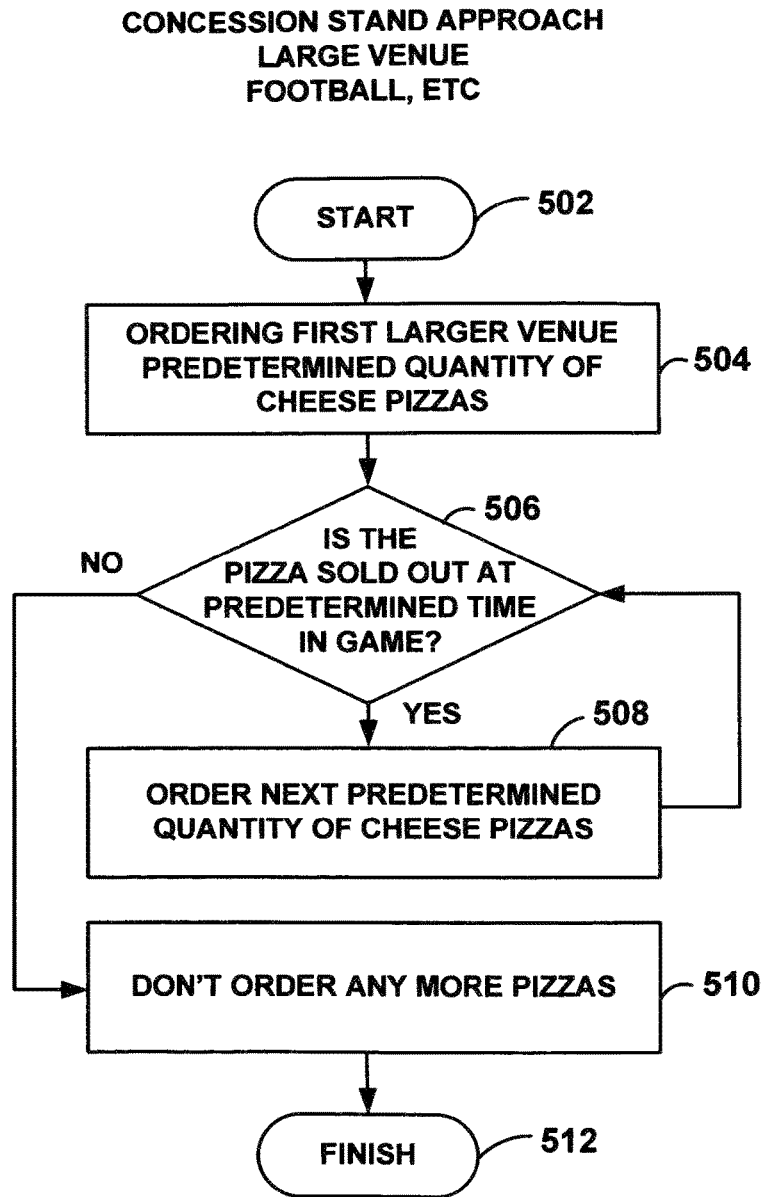 CONCESSION STAND APPROACH
LARGE VENUE
FOOTBALL, ETC
START
502
ORDERING FIRST LARGER VENUE
PREDETERMINED QUANTITY OF
CHEESE PIZZAS
504
506
IS THE
PIZZA SOLD OUT AT
PREDETERMINED TIME
IN GAME?
NO
YES
508
ORDER NEXT PREDETERMINED
QUANTITY OF CHEESE PIZZAS
DON'T ORDER ANY MORE PIZZAS
510
FINISH
512